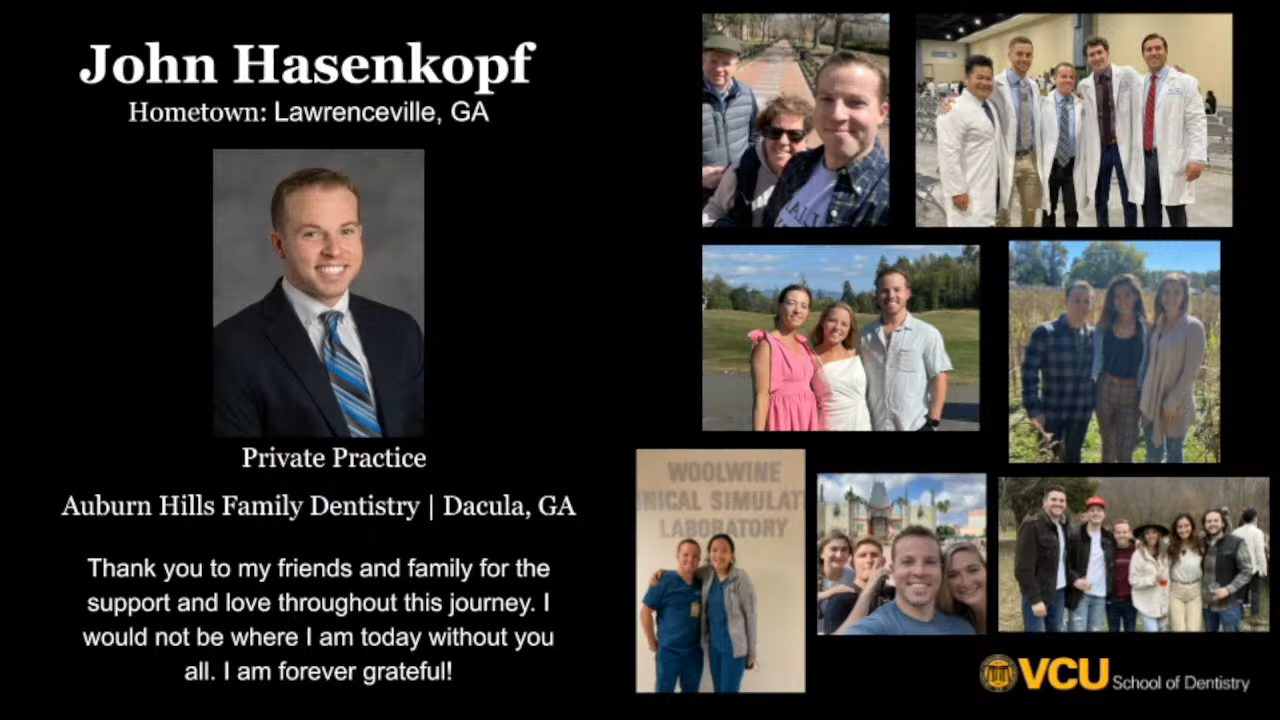 John Hasenkopf
Hometown: Lawrenceville, GA
Private Practice
Auburn Hills Family Dentistry | Dacula, GA
Thank you to my friends and family for the
support and love throughout this journey. I
would not be where I am today without you
all. I am forever grateful!
WOOLWINE
NICAL SIMULAT
LABORATORY
VCU School of Dentistry